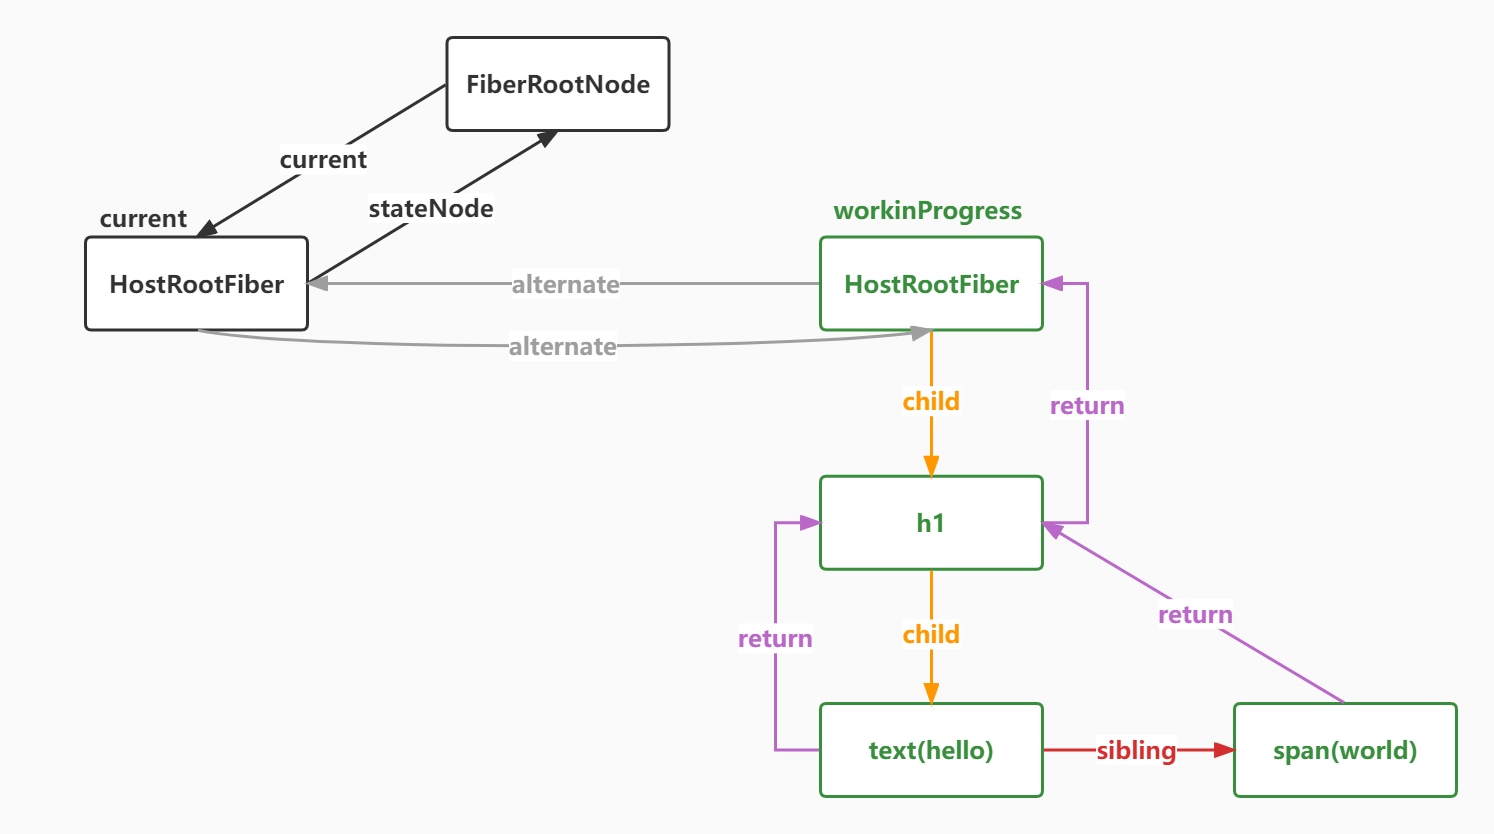 FiberRootNode
current
stateNode
current
workinProgress
HostRootFiber
alternate
HostRootFiber
alternate
child
return
h1
return
child
return
text(hello)
sibling
span(world)